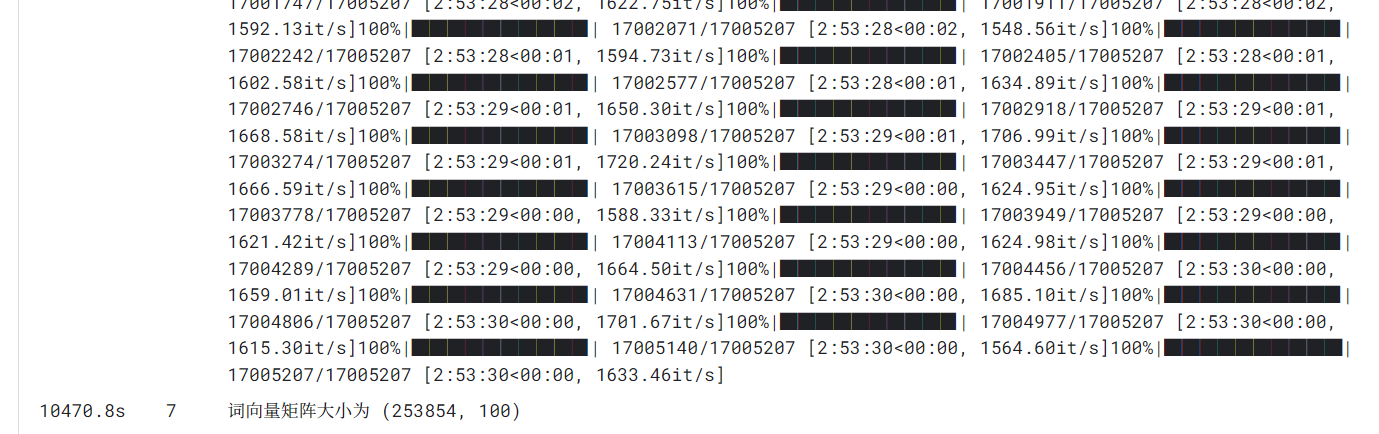 17001747/17005207 [2:53:28<00:02, 1622.75it/s]100%|██████████| 17001911/17005207 [2:53:28<00:02,
1592.13it/s]100%|██████████| 17002071/17005207 [2:53:28<00:02, 1548.56it/s]100%|██████████|
17002242/17005207 [2:53:28<00:01, 1594.73it/s]100%|██████████| 17002405/17005207 [2:53:28<00:01,
1602.58it/s]100%|██████████| 17002577/17005207 [2:53:28<00:01, 1634.89it/s]100%|██████████|
17002746/17005207 [2:53:29<00:01, 1650.30it/s]100%|██████████| 17002918/17005207 [2:53:29<00:01,
1668.58it/s]100%|██████████| 17003098/17005207 [2:53:29<00:01, 1706.99it/s]100%|██████████|
17003274/17005207 [2:53:29<00:01, 1720.24it/s]100%|██████████| 17003447/17005207 [2:53:29<00:01,
1666.59it/s]100%|██████████| 17003615/17005207 [2:53:29<00:00, 1624.95it/s]100%|██████████|
17003778/17005207 [2:53:29<00:00, 1588.33it/s]100%|██████████| 17003949/17005207 [2:53:29<00:00,
1621.42it/s]100%|██████████| 17004113/17005207 [2:53:29<00:00, 1624.98it/s]100%|██████████|
17004289/17005207 [2:53:29<00:00, 1664.50it/s]100%|██████████| 17004456/17005207 [2:53:30<00:00,
1659.01it/s]100%|██████████| 17004631/17005207 [2:53:30<00:00, 1685.10it/s]100%|██████████|
17004806/17005207 [2:53:30<00:00, 1701.67it/s]100%|██████████| 17004977/17005207 [2:53:30<00:00,
1615.30it/s]100%|██████████| 17005140/17005207 [2:53:30<00:00, 1564.60it/s]100%|██████████|
17005207/17005207 [2:53:30<00:00, 1633.46it/s]
10470.8s 7 词向量矩阵大小为 (253854, 100)